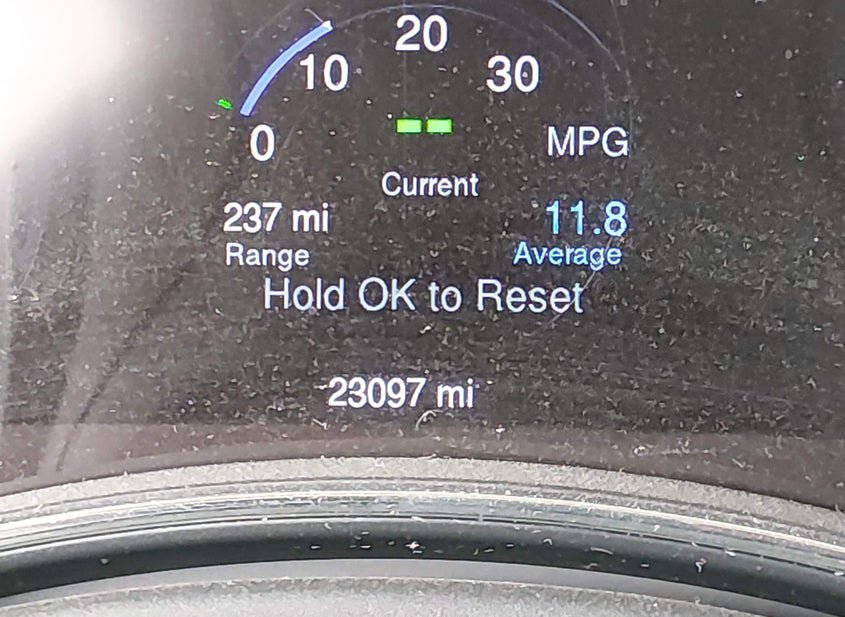 20
10 30
0 MPG
Current
237 mi 11.8
Range Average
Hold OK to Reset
23097 mi